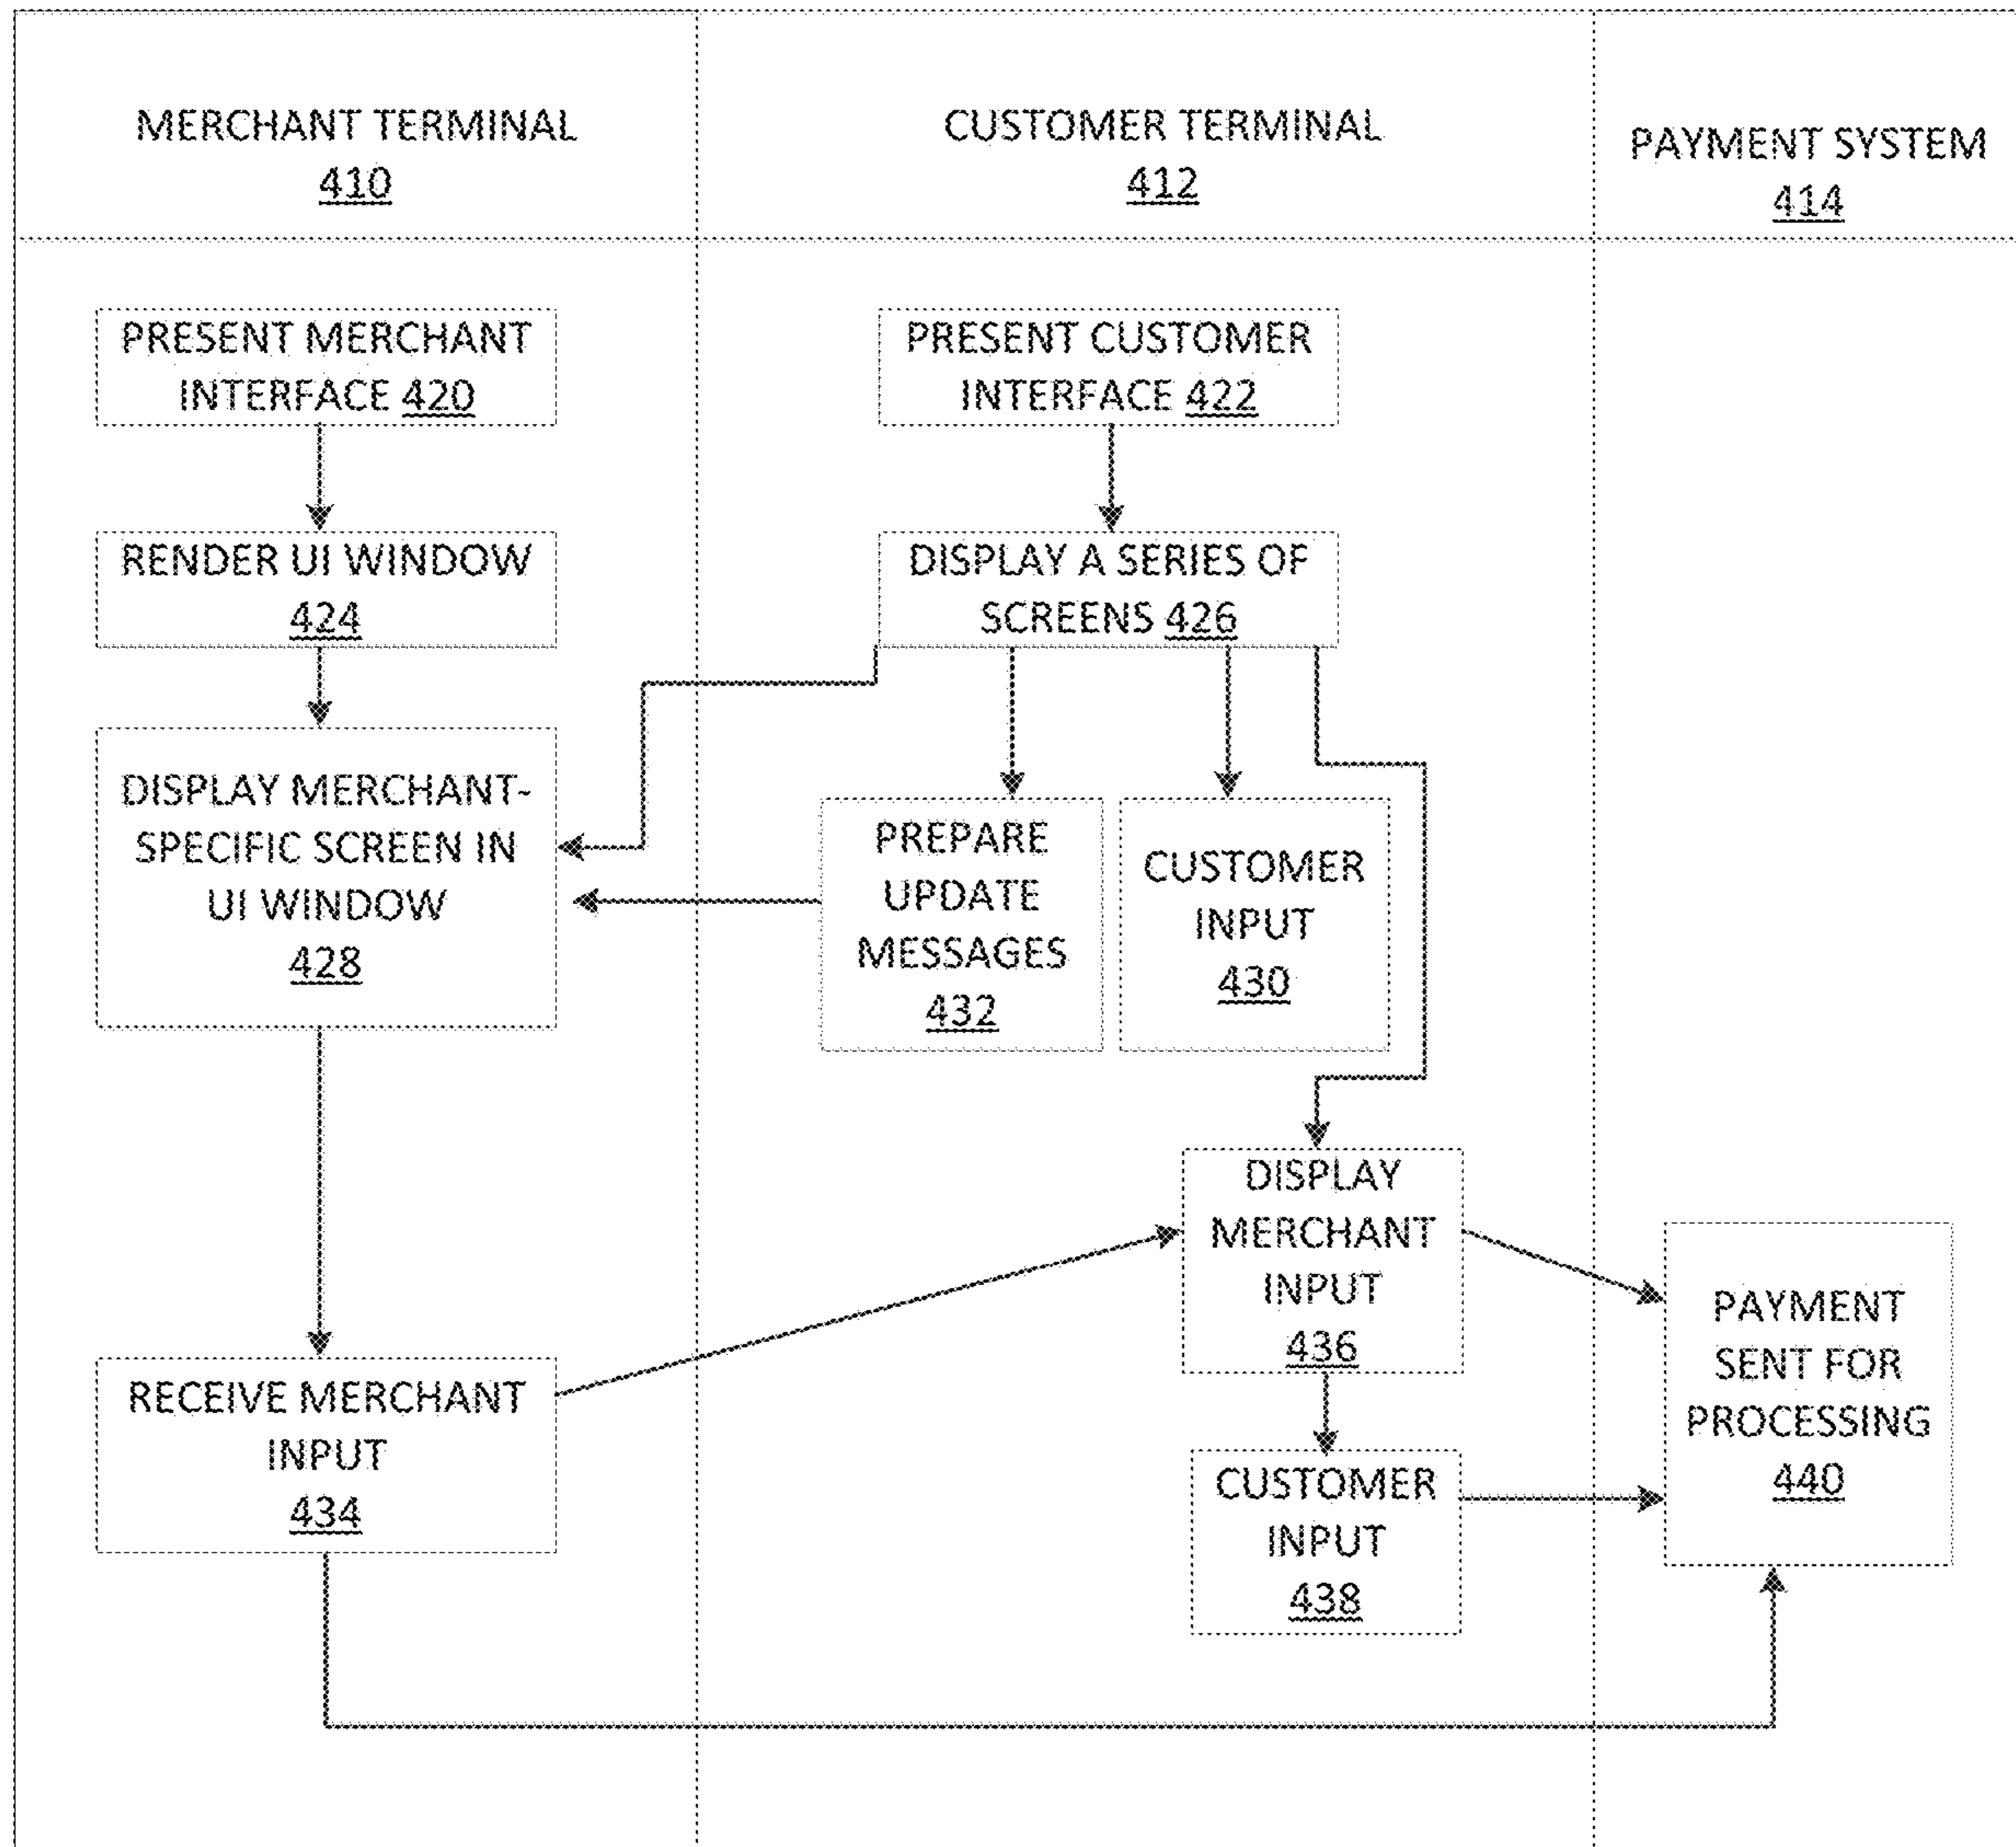 MERCHANT TERMINAL
410
CUSTOMER TERMINAL
412
PAYMENT SYSTEM
414
PRESENT MERCHANT
INTERFACE 420
PRESENT CUSTOMER
INTERFACE 422
RENDER UI WINDOW
424
DISPLAY A SERIES OF
SCREENS 426
DISPLAY MERCHANT-
SPECIFIC SCREEN IN
UI WINDOW
428
PREPARE
UPDATE
MESSAGES
432
CUSTOMER
INPUT
430
DISPLAY
MERCHANT
INPUT
436
RECEIVE MERCHANT
INPUT
434
CUSTOMER
INPUT
438
PAYMENT
SENT FOR
PROCESSING
440